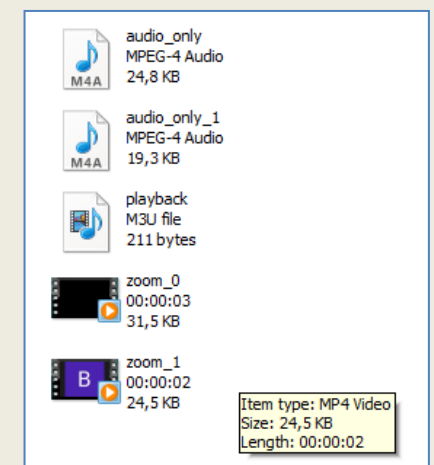 M4A
audio_only
MPEG-4 Audio
24,8 KB
M4A
audio_only_1
MPEG-4 Audio
19,3 KB
playback
M3U file
211 bytes
zoom_0
00:00:03
31,5 KB
B
zoom_1
00:00:02
24,5 KB
Item type: MP4 Video
Size: 24,5 KB
Length: 00:00:02